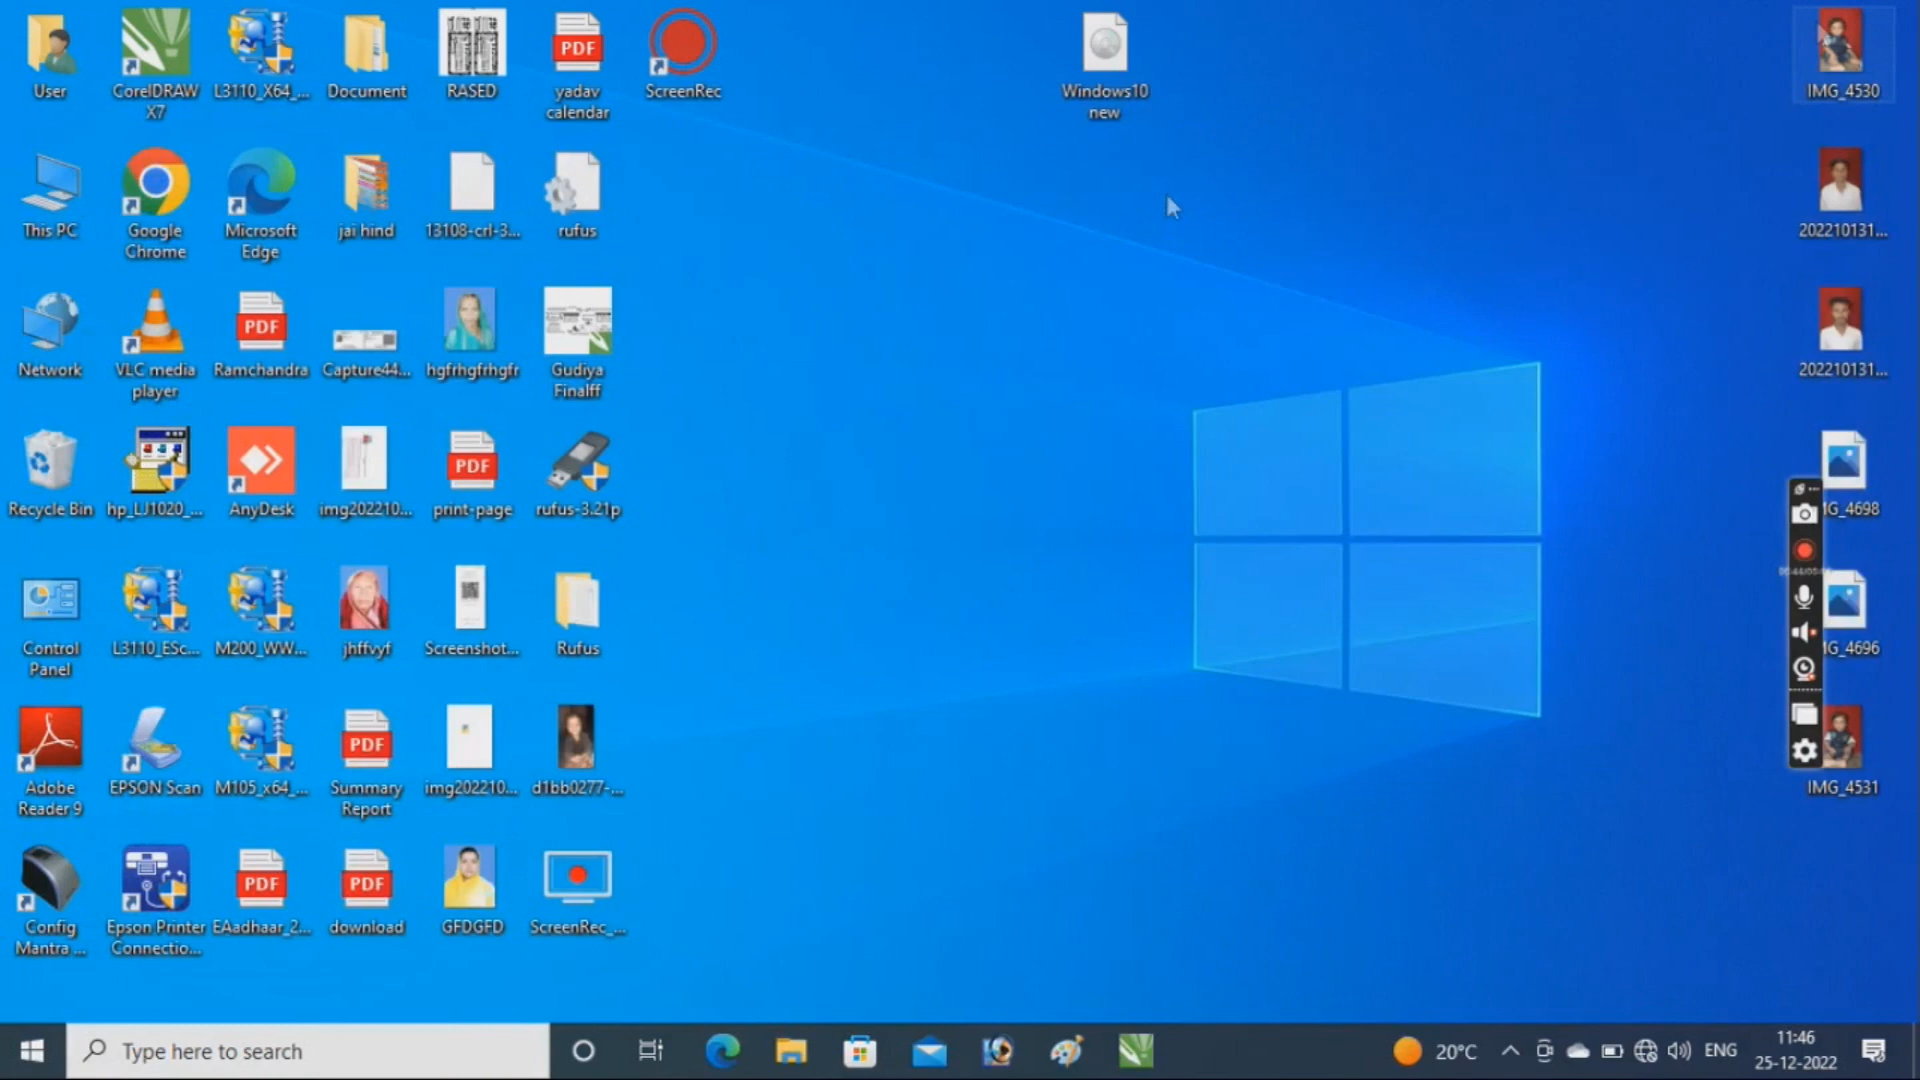 User
CorelDRAW
X7
L3110_X64_...
Document
RASED
yadav
calendar
ScreenRec
Windows10
new
IMG_4530
This PC
Google
Chrome
Microsoft
Edge
jai hind
13108-crl-3...
rufus
202210131...
Network
VLC media
player
PDF
Ramchandra
Capture44...
hgfrhgfrhgfr
Gudiya
Finalff
202210131...
Recycle Bin
hp_LJ1020_...
AnyDesk
img202210...
PDF
print-page
rufus-3.21p
MG_4698
Control
Panel
L3110_ESc...
M200_WW...
jhffvyf
Screenshot...
Rufus
MG_4696
Adobe
Reader 9
EPSON Scan
M105_x64_...
PDF
Summary
Report
img202210...
d1bb0277-...
IMG_4531
Config
Mantra ...
Epson Printer
Connectio...
PDF
EAadhaar_2...
PDF
download
GFDGFD
ScreenRec_...
PDF
Type here to search
20°C
ENG
11:46
25-12-2022